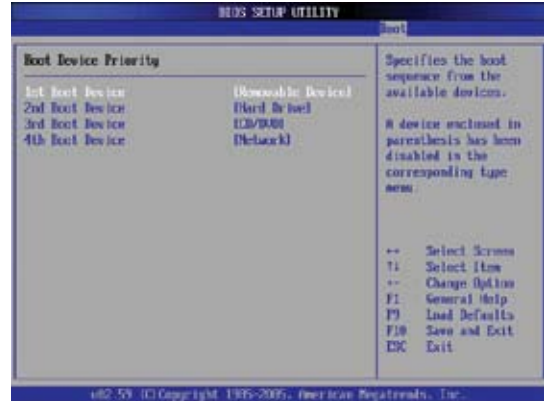 BIOS SETUP UTILITY
Boot
Boot Device Priority
1st Boot Device [Removable Device]
2nd Boot Device [Hard Drive]
3rd Boot Device [CD/DVD]
4th Boot Device [Network]
Specifies the boot
sequence from the
available devices.
A device enclosed in
parenthesis has been
disabled in the
corresponding type
menu.
↔ Select Screen
↑↓ Select Item
+- Change Option
F1 General Help
F9 Load Defaults
F10 Save and Exit
ESC Exit
v02.59 (C)Copyright 1985-2005, American Megatrends, Inc.